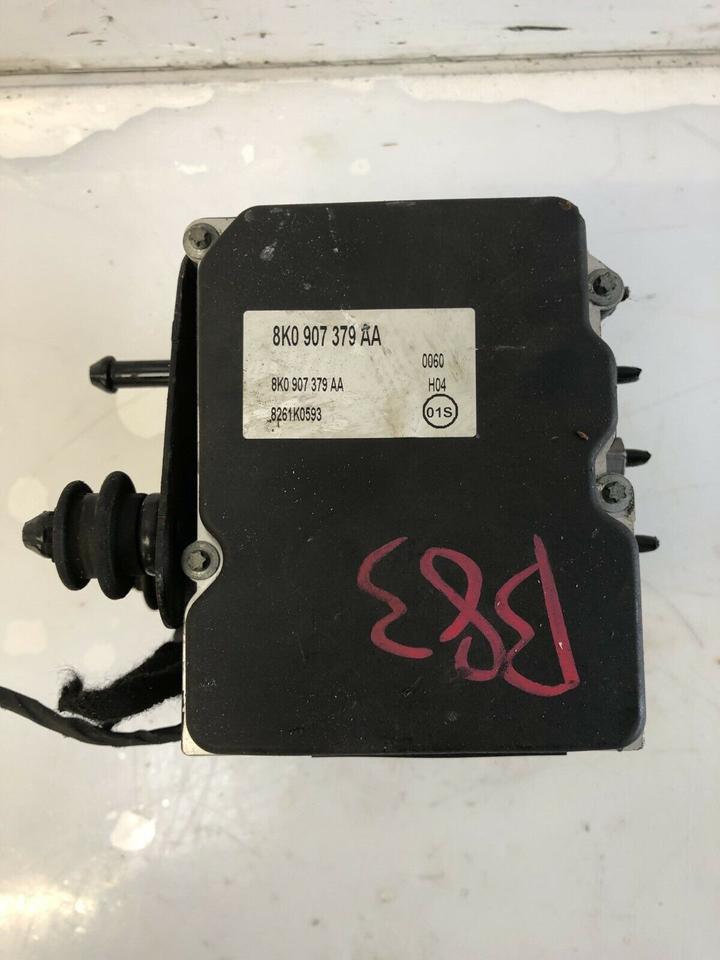 8K0 907 379 AA
0060
8K0 907 379 AA H04
8261K0593 01S
B83